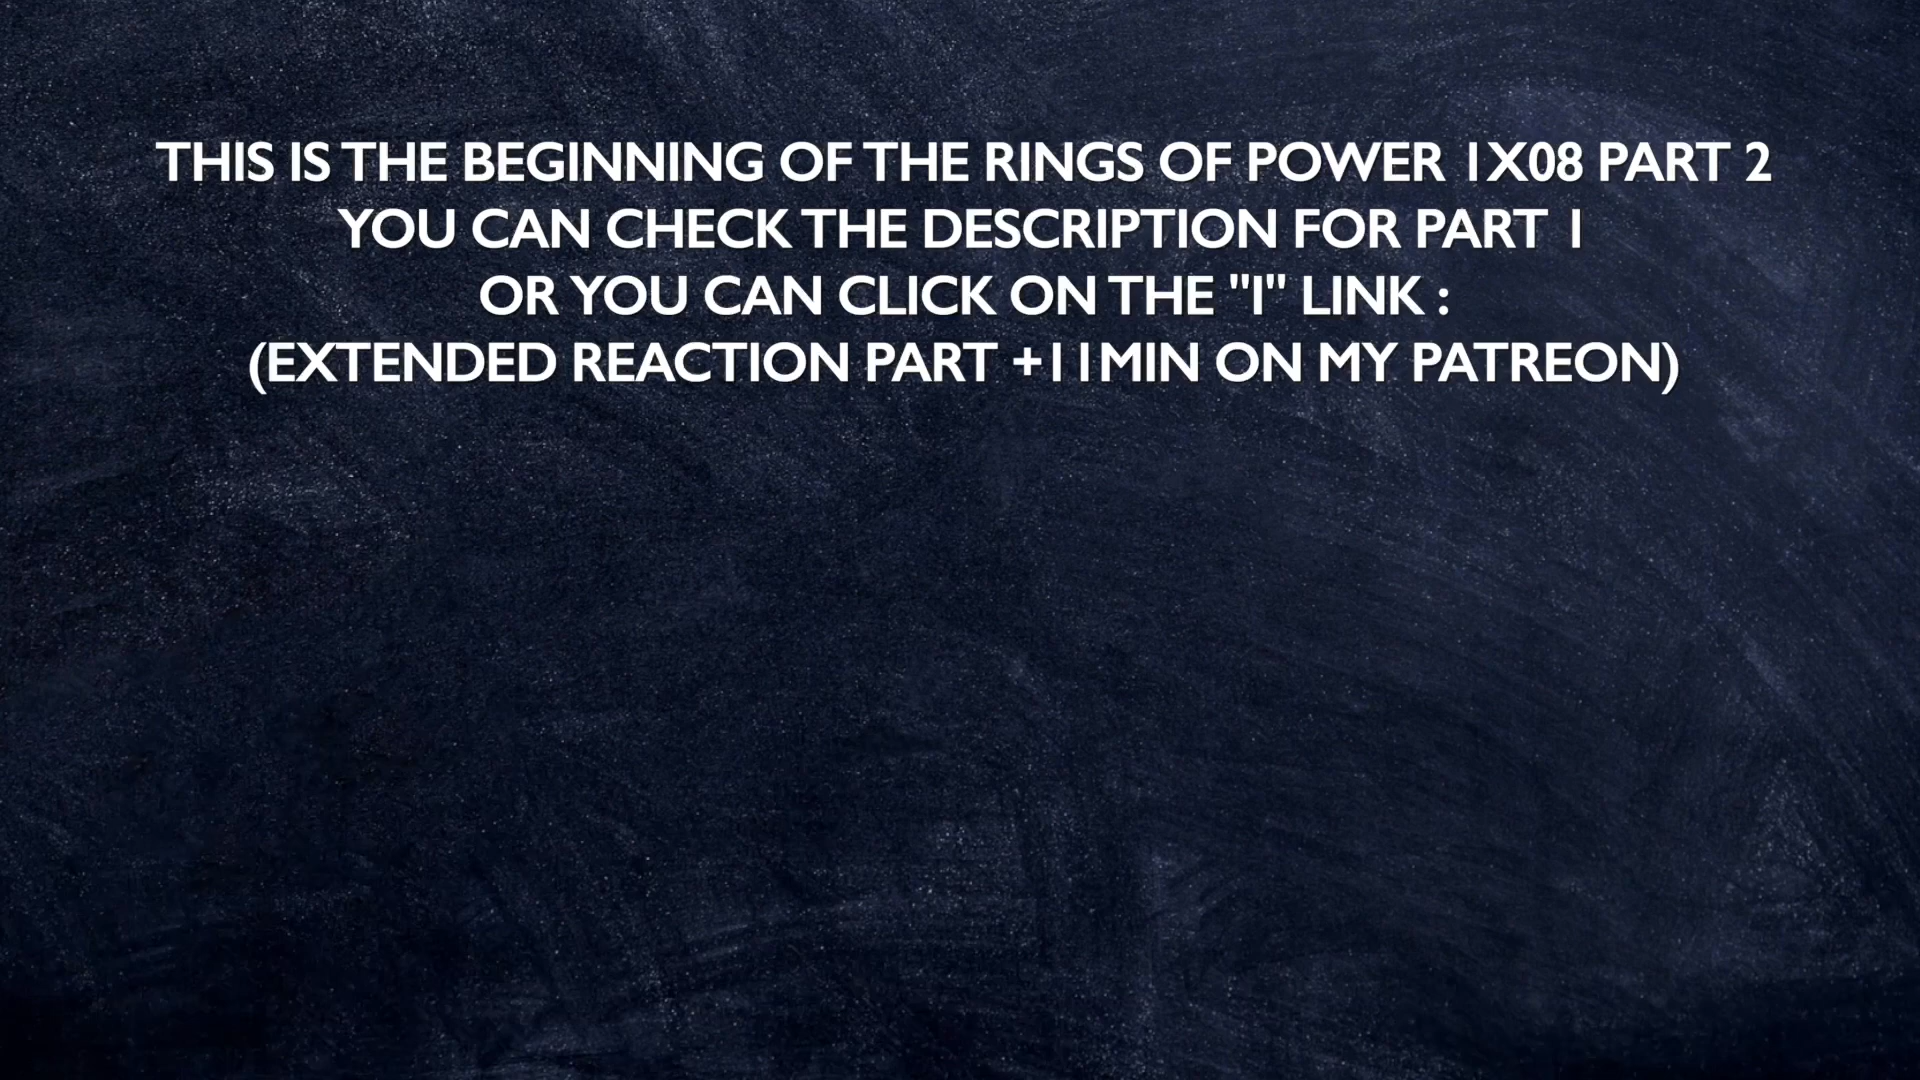 THIS IS THE BEGINNING OF THE RINGS OF POWER 1X08 PART 2
YOU CAN CHECK THE DESCRIPTION FOR PART 1
OR YOU CAN CLICK ON THE "I" LINK :
(EXTENDED REACTION PART +11MIN ON MY PATREON)